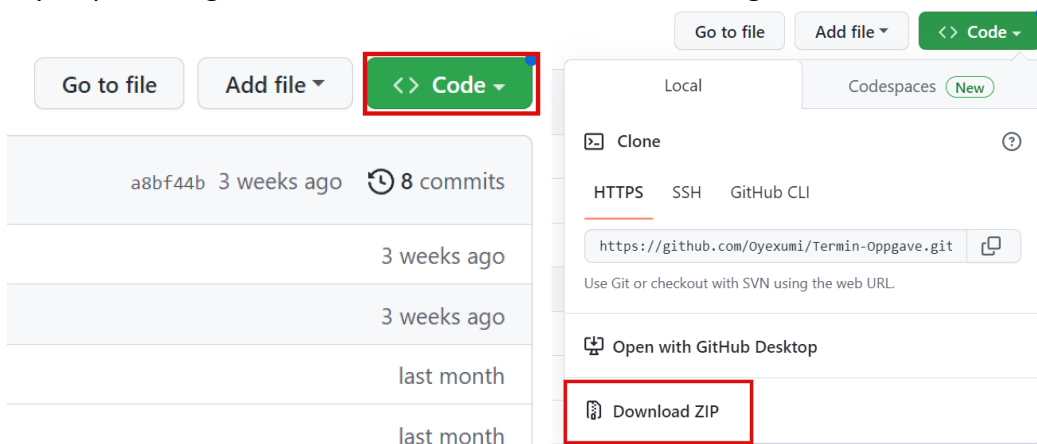 Go to file
Add file
<> Code
a8bf44b 3 weeks ago 8 commits
3 weeks ago
3 weeks ago
last month
last month
Go to file
Add file
<> Code
Local
Codespaces New
Clone
HTTPS SSH GitHub CLI
https://github.com/Oyexumi/Termin-Oppgave.git
Use Git or checkout with SVN using the web URL.
Open with GitHub Desktop
Download ZIP